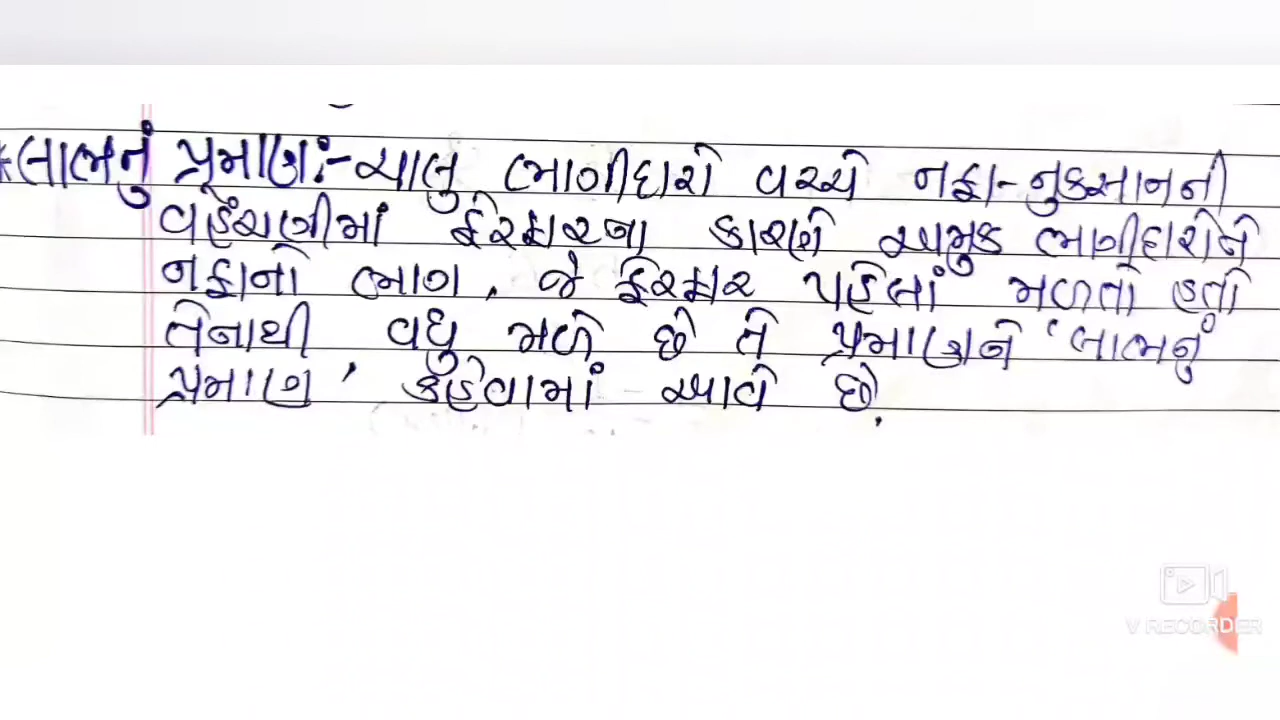 *લાભનું પ્રમાણ:- ચાલુ ભાગીદારો વચ્ચે નફા-નુકસાનની
વહેંચણીમાં ફેરફારના કારણે અમુક ભાગીદારોને
નફાનો ભાગ, જે ફેરફાર પહેલાં મળતો હતો
તેનાથી વધુ મળે છે તે પ્રમાણને 'લાભનું
પ્રમાણ' કહેવામાં આવે છે.
V RECORDER